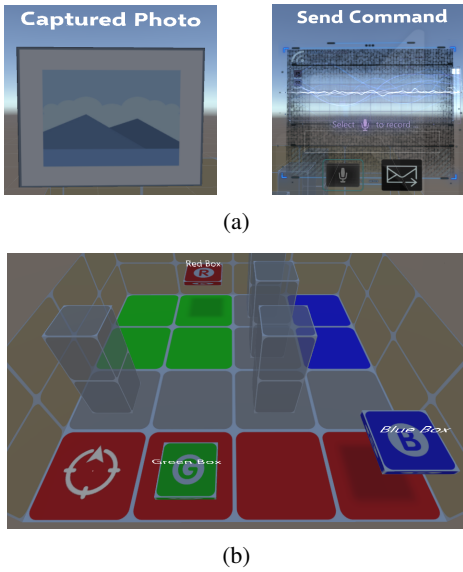 Captured Photo
Send Command
Select to record
(a)
Red Box
R
Blue Box
B
Green Box
G
(b)